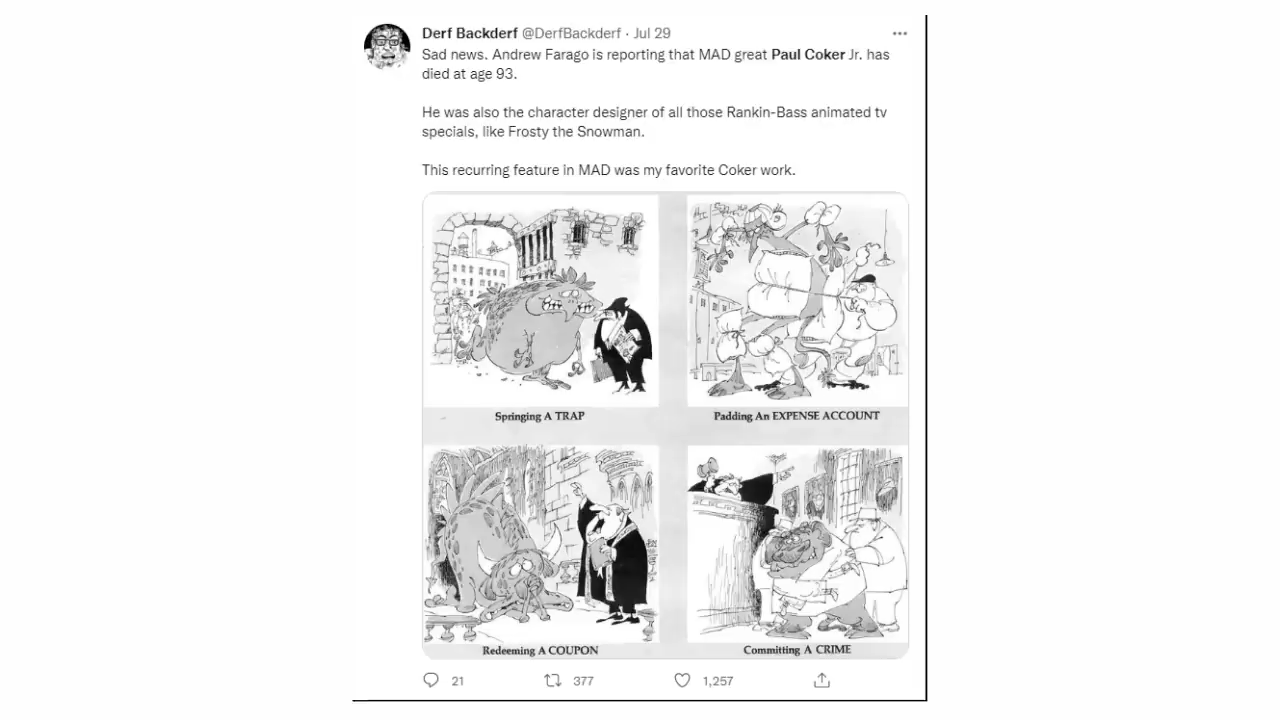 Derf Backderf @DerfBackderf · Jul 29
Sad news. Andrew Farago is reporting that MAD great Paul Coker Jr. has
died at age 93.
He was also the character designer of all those Rankin-Bass animated tv
specials, like Frosty the Snowman.
This recurring feature in MAD was my favorite Coker work.
Springing A TRAP
Padding An EXPENSE ACCOUNT
Redeeming A COUPON
Committing A CRIME
21
377
1,257